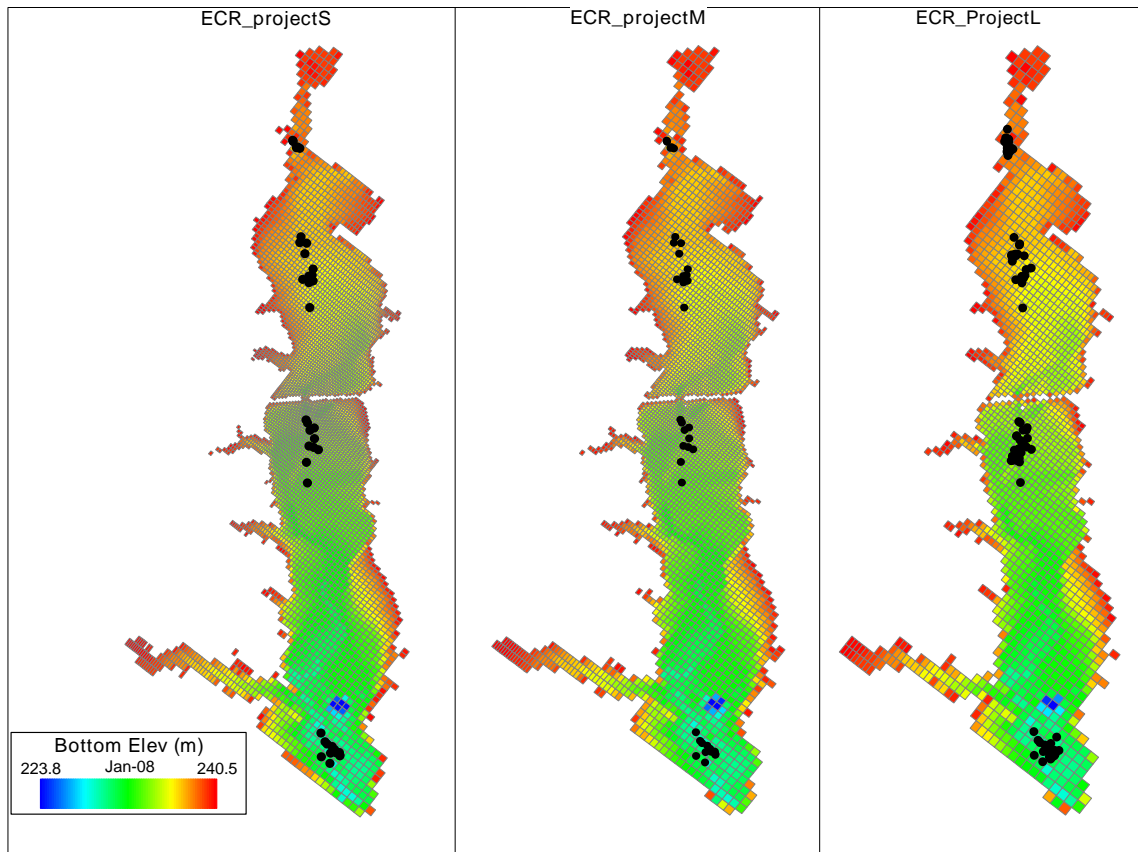 ECR_projectS
ECR_projectM
ECR_ProjectL
Bottom Elev (m)
223.8 Jan-08 240.5